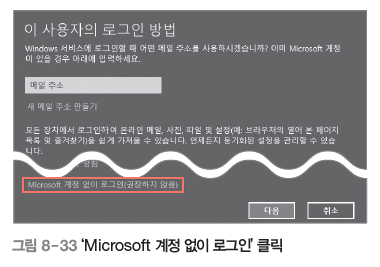 이 사용자의 로그인 방법
Windows 서비스에 로그인할 때 어떤 메일 주소를 사용하시겠습니까? 이미 Microsoft 계정
이 있을 경우 아래에 입력하세요.
메일 주소
새 메일 주소 만들기
모든 장치에서 로그인하여 온라인 메일, 사진, 파일 및 설정(예: 브라우저의 열어 본 페이지
목록 및 즐겨찾기)을 쉽게 가져올 수 있습니다. 언제든지 동기화된 설정을 관리할 수 있습
니다.
방침
Microsoft 계정 없이 로그인(권장하지 않음)
다음 취소
그림 8-33 'Microsoft 계정 없이 로그인' 클릭